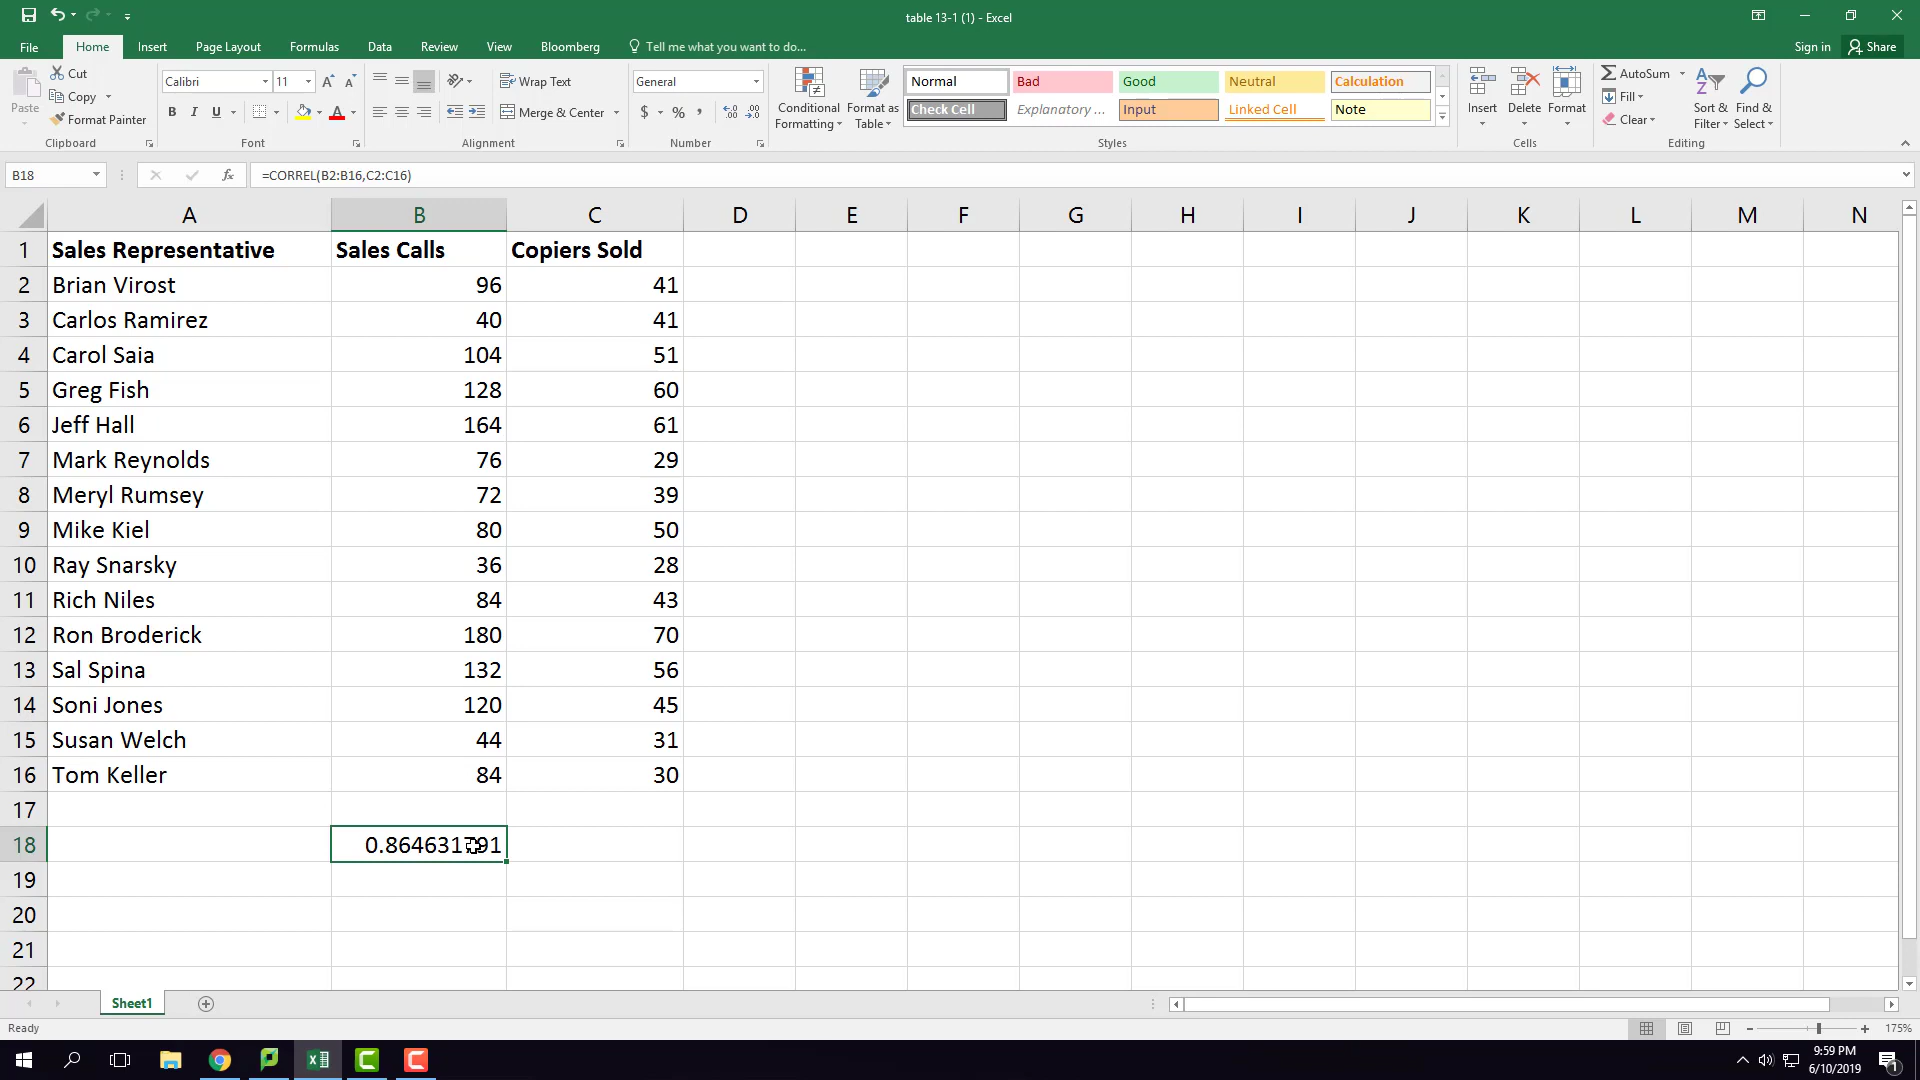 table 13-1 (1) - Excel
File Home Insert Page Layout Formulas Data Review View Bloomberg Tell me what you want to do... Sign in Share
Paste Cut Copy Format Painter Clipboard
Calibri 11 B I U A Font
Wrap Text Merge & Center Alignment
General $ % , Number
Conditional Formatting Format as Table
Normal Bad Good Neutral Calculation
Check Cell Explanatory ... Input Linked Cell Note
Styles
Insert Delete Format Cells
AutoSum Fill Clear Sort & Filter Find & Select Editing
B18 fx =CORREL(B2:B16,C2:C16)
A B C D E F G H I J K L M N
1 Sales Representative Sales Calls Copiers Sold
2 Brian Virost 96 41
3 Carlos Ramirez 40 41
4 Carol Saia 104 51
5 Greg Fish 128 60
6 Jeff Hall 164 61
7 Mark Reynolds 76 29
8 Meryl Rumsey 72 39
9 Mike Kiel 80 50
10 Ray Snarsky 36 28
11 Rich Niles 84 43
12 Ron Broderick 180 70
13 Sal Spina 132 56
14 Soni Jones 120 45
15 Susan Welch 44 31
16 Tom Keller 84 30
17
18 0.864631791
19
20
21
22
Sheet1
Ready 175%
9:59 PM
6/10/2019
1